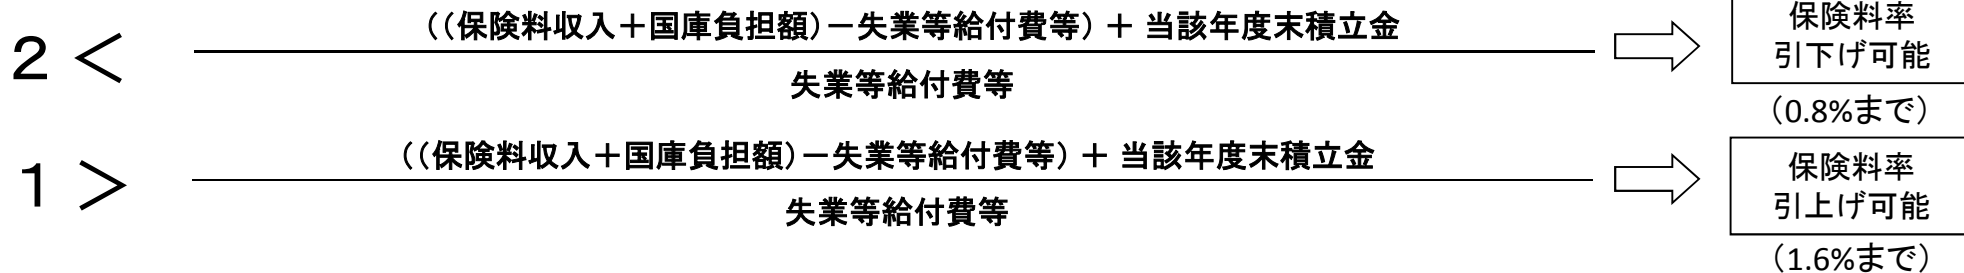 ２＜
（（保険料収入＋国庫負担額）－失業等給付費等）＋ 当該年度末積立金
失業等給付費等
保険料率
引下げ可能
（0.8%まで）
１＞
（（保険料収入＋国庫負担額）－失業等給付費等）＋ 当該年度末積立金
失業等給付費等
保険料率
引上げ可能
（1.6%まで）